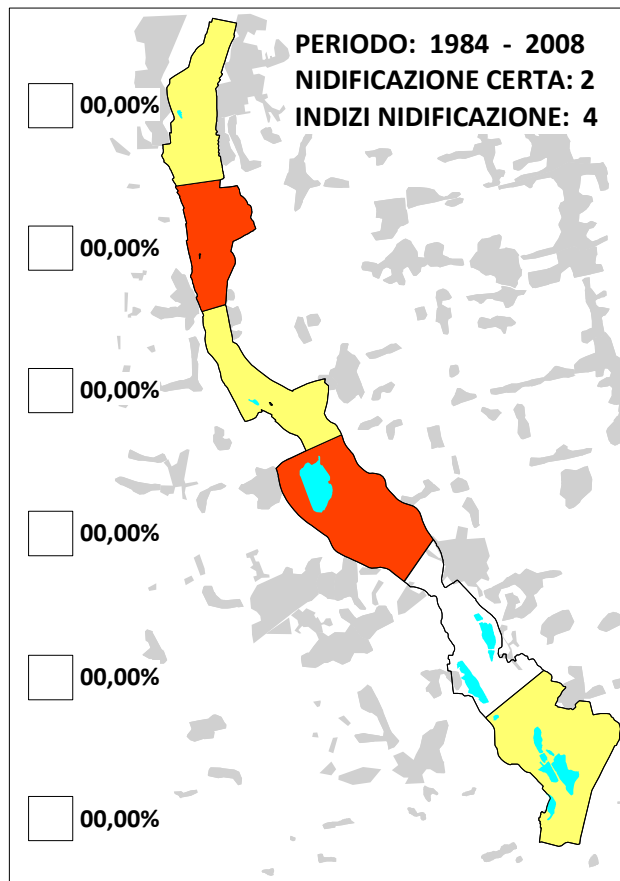 PERIODO: 1984 - 2008
NIDIFICAZIONE CERTA: 2
INDIZI NIDIFICAZIONE: 4
00,00%
00,00%
00,00%
00,00%
00,00%
00,00%